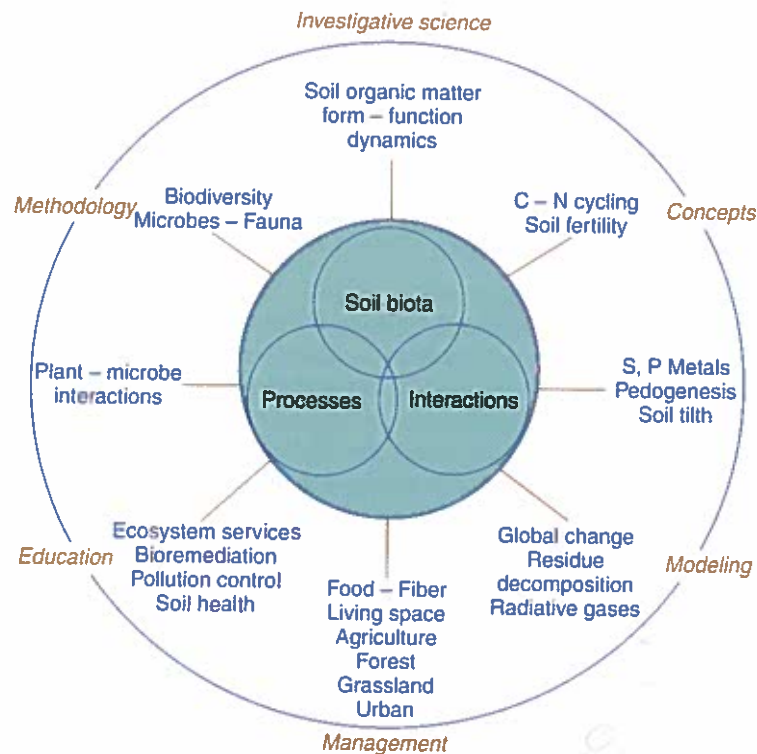 Investigative science
Soil organic matter
form – function
dynamics
Methodology
Biodiversity
Microbes – Fauna
C – N cycling
Soil fertility
Concepts
Soil biota
Plant – microbe
interactions
Processes
Interactions
S, P Metals
Pedogenesis
Soil tilth
Education
Ecosystem services
Bioremediation
Pollution control
Soil health
Food – Fiber
Living space
Agriculture
Forest
Grassland
Urban
Global change
Residue
decomposition
Radiative gases
Modeling
Management